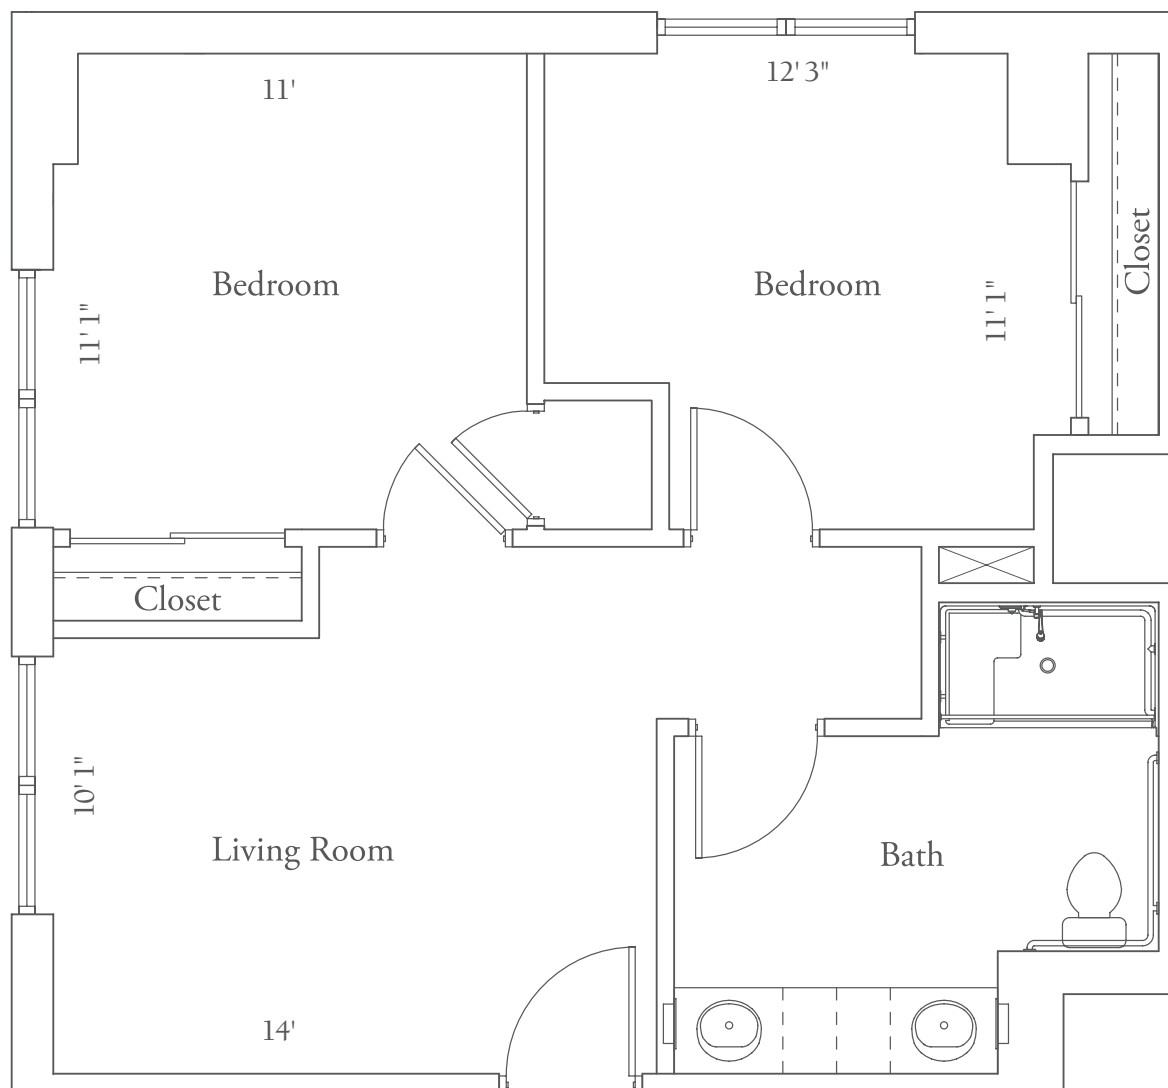 11'
12' 3"
Closet
Bedroom
Bedroom
11' 1"
11' 1"
Closet
10' 1"
Living Room
Bath
14'